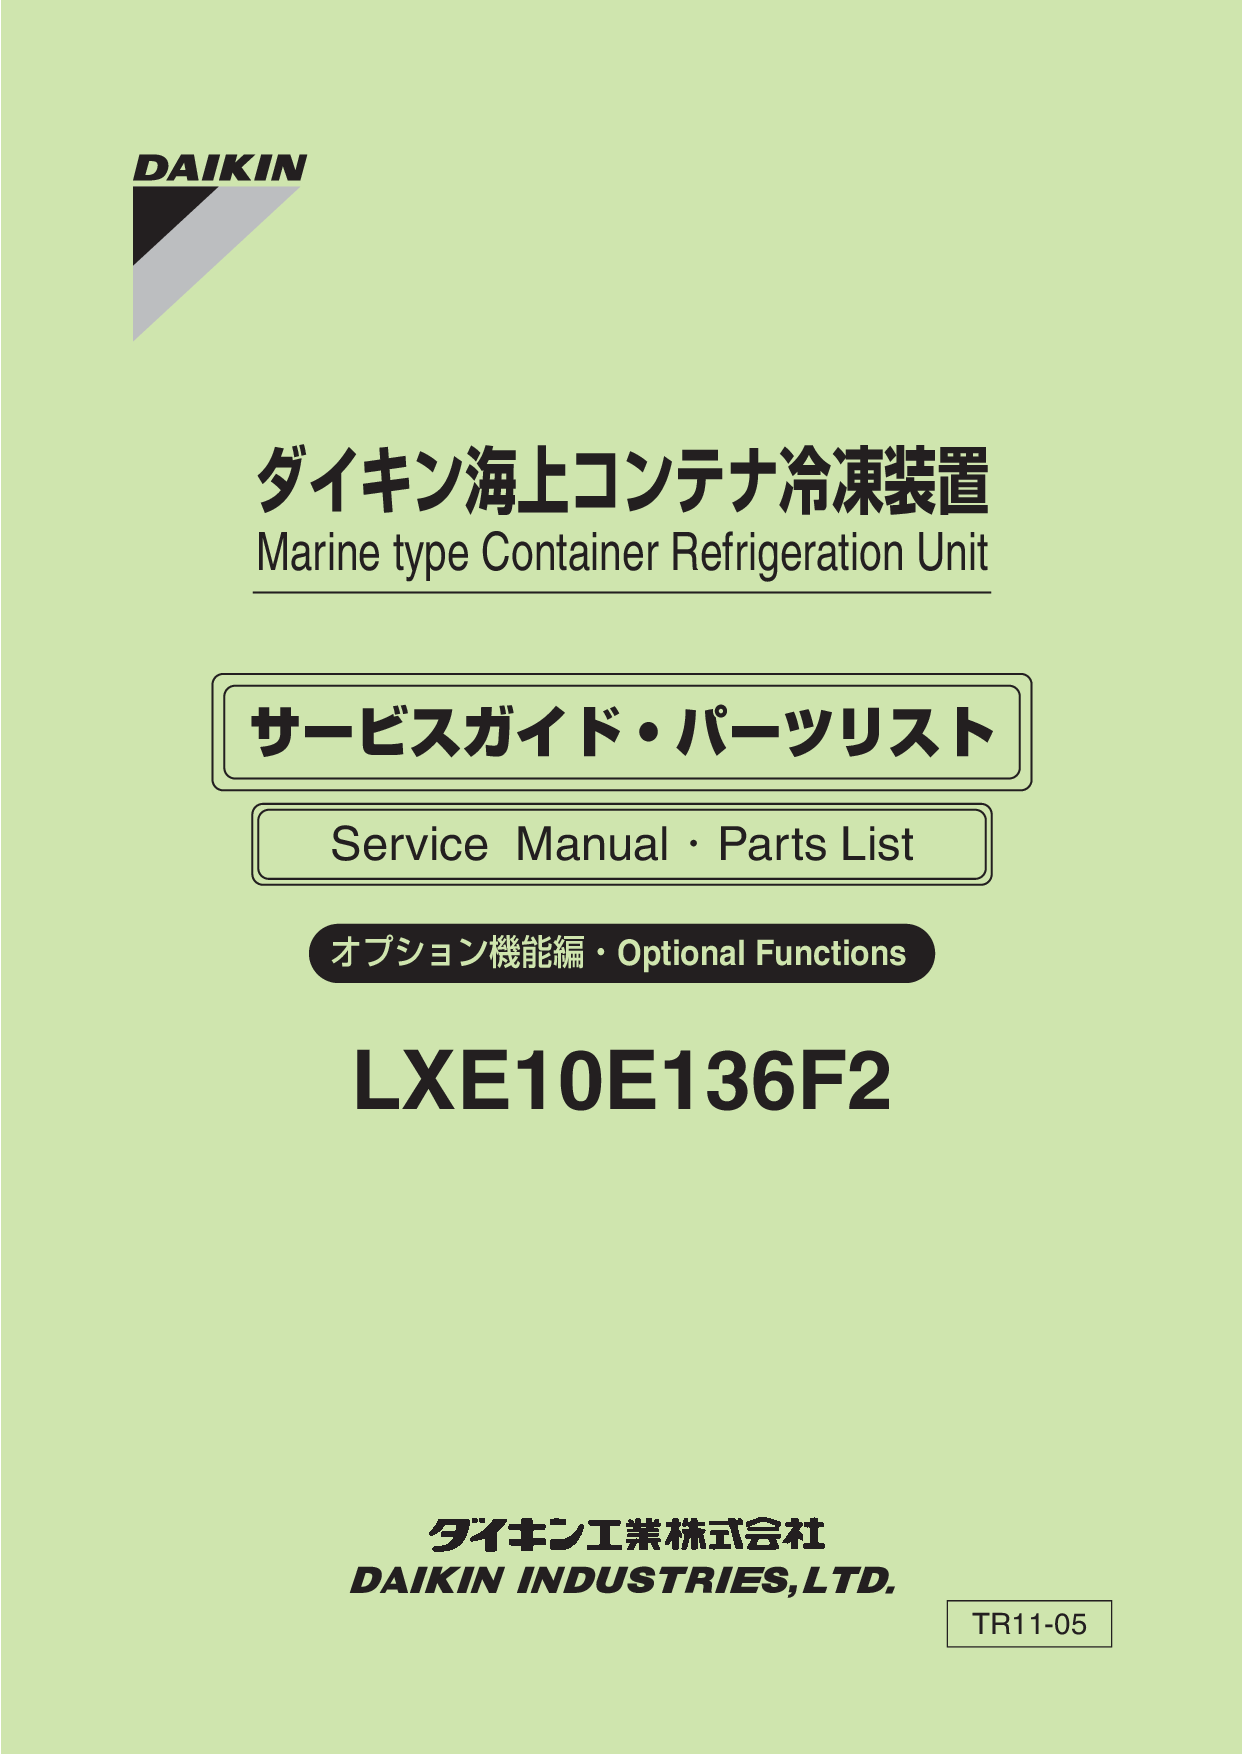 DAIKIN
ダイキン海上コンテナ冷凍装置
Marine type Container Refrigeration Unit
サービスガイド・パーツリスト
Service Manual・Parts List
オプション機能編・Optional Functions
LXE10E136F2
ダイキン工業株式会社
DAIKIN INDUSTRIES,LTD.
TR11-05